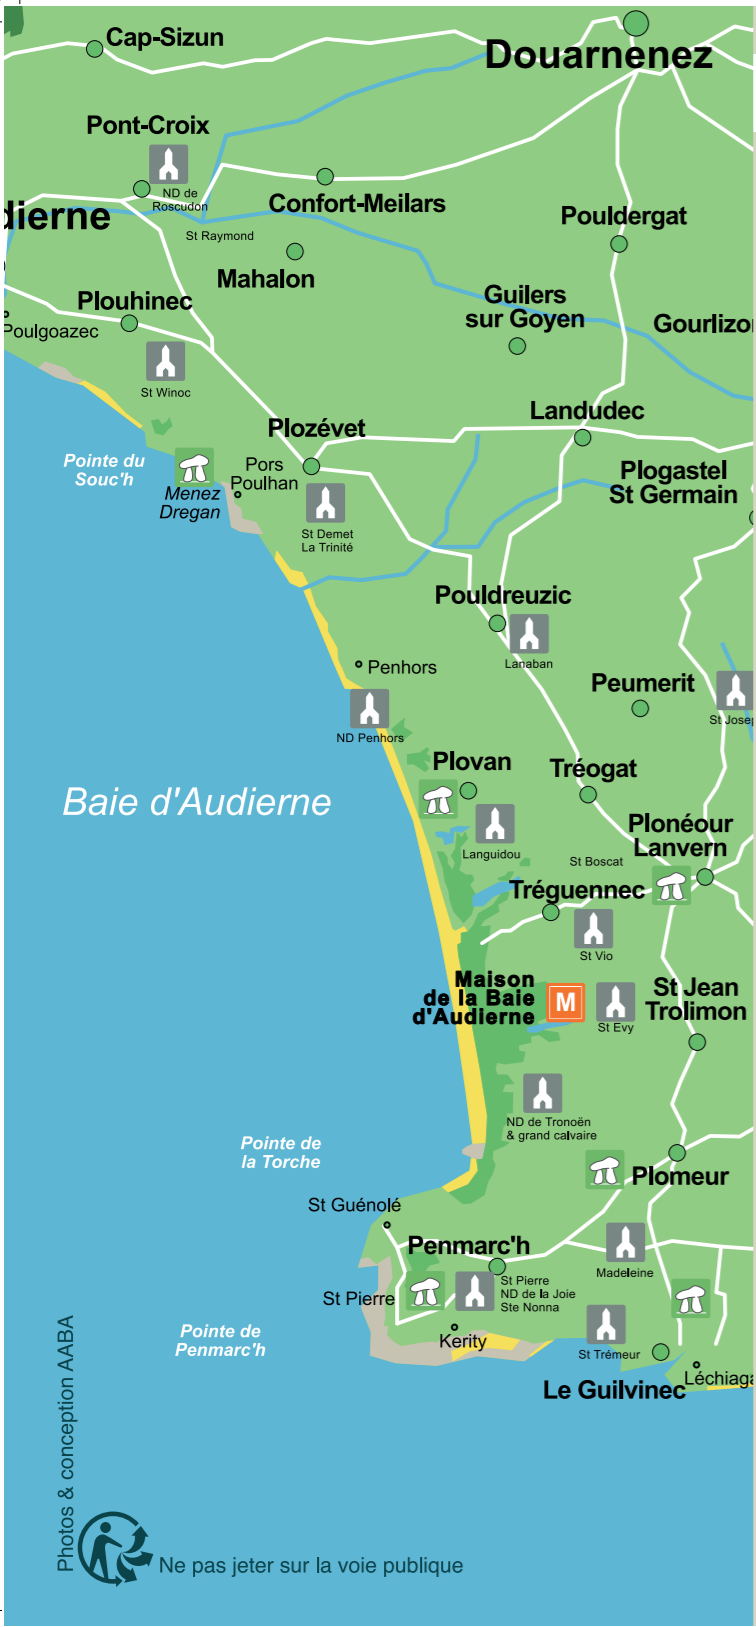 Cap-Sizun
Douarnenez
Pont-Croix
ND de
Roscudon
Confort-Meilars
dierne
St Raymond
Pouldergat
Mahalon
Plouhinec
Guilers
sur Goyen
Poulgoazec
Gourlizo
St Winoc
Landudec
Plozévet
Pointe du
Souc'h
Pors
Poulhan
Menez
Dregan
Plogastel
St Germain
St Demet
La Trinité
Pouldreuzic
Lanaban
Penhors
Peumerit
St Josep
ND Penhors
Plovan
Tréogat
Baie d'Audierne
Plonéour
Lanvern
Languidou
St Boscat
Tréguennec
St Vio
Maison
de la Baie
d'Audierne
M
St Evy
St Jean
Trolimon
ND de Tronoën
& grand calvaire
Pointe de
la Torche
Plomeur
St Guénolé
Penmarc'h
Madeleine
St Pierre
St Pierre
ND de la Joie
Ste Nonna
Pointe de
Penmarc'h
Kerity
St Trémeur
Le Guilvinec
Léchiaga
Photos & conception AABA
Ne pas jeter sur la voie publique